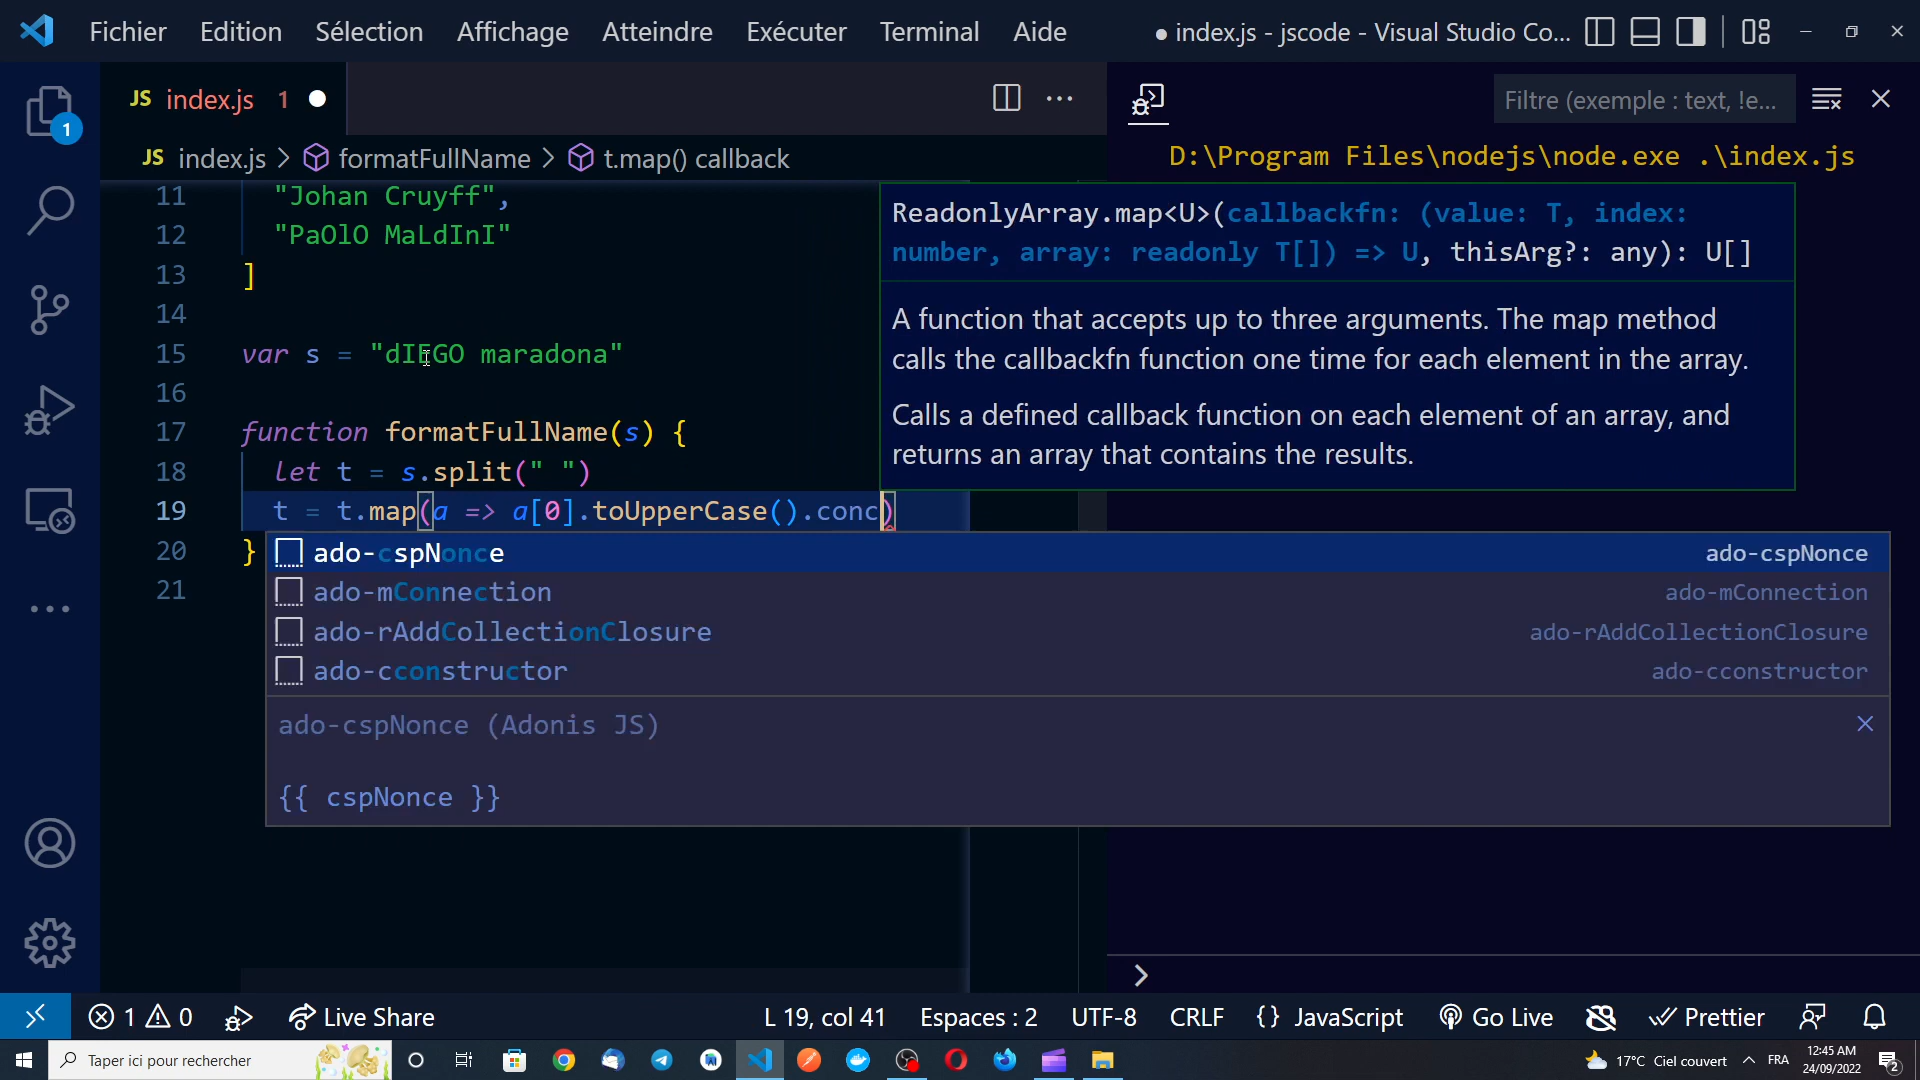 Fichier Edition Sélection Affichage Atteindre Exécuter Terminal Aide ● index.js - jscode - Visual Studio Co...
JS index.js 1
Filtre (exemple : text, !e...
1
JS index.js > formatFullName > t.map() callback
D:\Program Files\nodejs\node.exe .\index.js
11 "Johan Cruyff",
12 "PaOlO MaLdInI"
13 ]
14
15 var s = "dIEGO maradona"
16
17 function formatFullName(s) {
18 let t = s.split(" ")
19 t = t.map(a => a[0].toUpperCase().conc)
20 }
21
ReadonlyArray.map<U>(callbackfn: (value: T, index:
number, array: readonly T[]) => U, thisArg?: any): U[]
A function that accepts up to three arguments. The map method
calls the callbackfn function one time for each element in the array.
Calls a defined callback function on each element of an array, and
returns an array that contains the results.
ado-cspNonce ado-cspNonce
ado-mConnection ado-mConnection
ado-rAddCollectionClosure ado-rAddCollectionClosure
ado-cconstructor ado-cconstructor
ado-cspNonce (Adonis JS)
{{ cspNonce }}
1 0 Live Share L 19, col 41 Espaces : 2 UTF-8 CRLF {} JavaScript Go Live Prettier
Taper ici pour rechercher 17°C Ciel couvert FRA 12:45 AM
24/09/2022 2